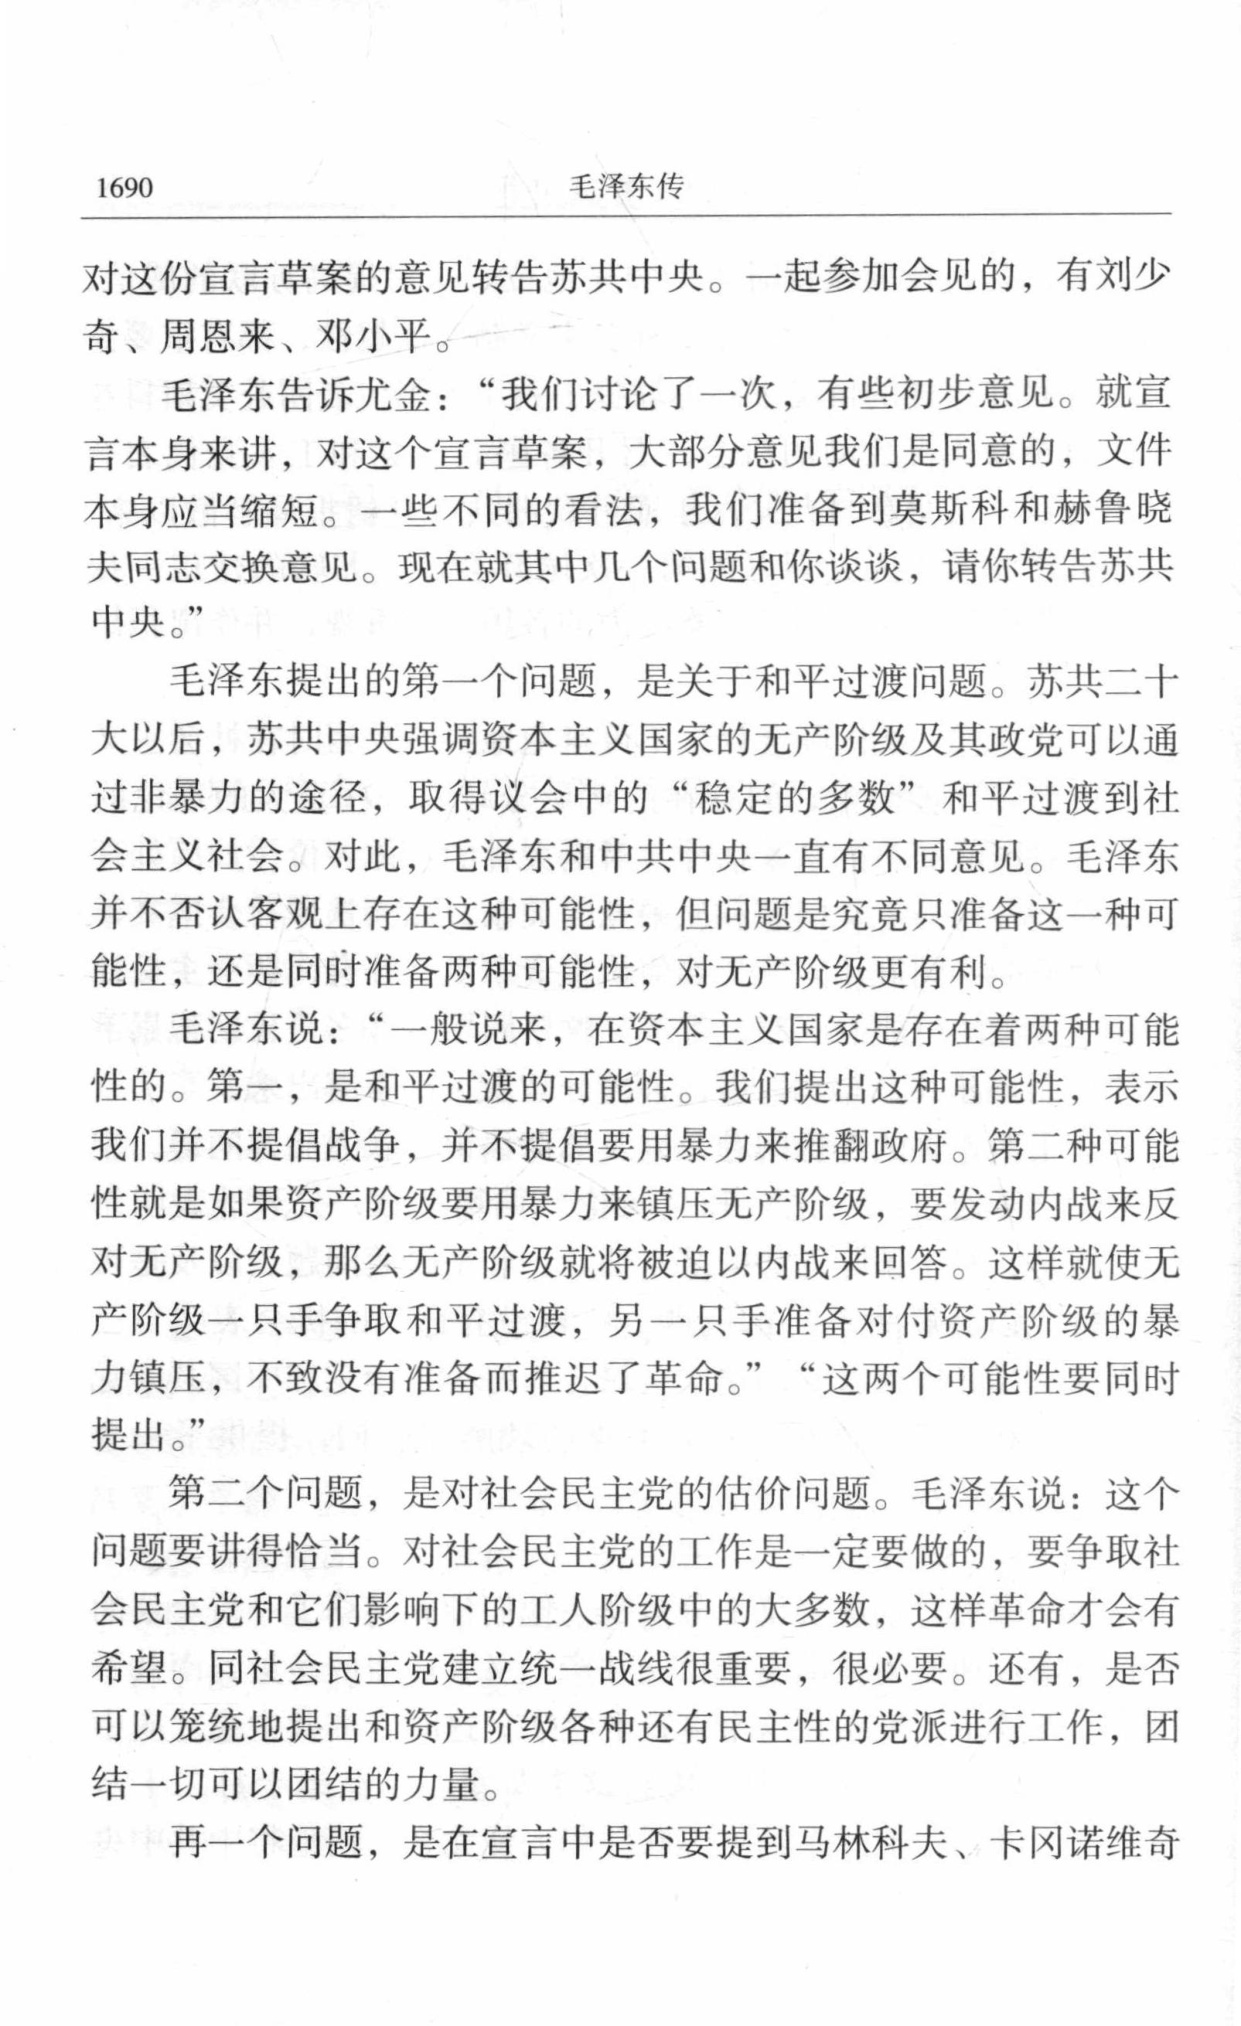 1690 毛泽东传
对这份宣言草案的意见转告苏共中央。一起参加会见的，有刘少
奇、周恩来、邓小平。
毛泽东告诉尤金：“我们讨论了一次，有些初步意见。就宣
言本身来讲，对这个宣言草案，大部分意见我们是同意的，文件
本身应当缩短。一些不同的看法，我们准备到莫斯科和赫鲁晓
夫同志交换意见。现在就其中几个问题和你谈谈，请你转告苏共
中央。”
毛泽东提出的第一个问题，是关于和平过渡问题。苏共二十
大以后，苏共中央强调资本主义国家的无产阶级及其政党可以通
过非暴力的途径，取得议会中的“稳定的多数”和平过渡到社
会主义社会。对此，毛泽东和中共中央一直有不同意见。毛泽东
并不否认客观上存在这种可能性，但问题是究竟只准备这一种可
能性，还是同时准备两种可能性，对无产阶级更有利。
毛泽东说：“一般说来，在资本主义国家是存在着两种可能
性的。第一，是和平过渡的可能性。我们提出这种可能性，表示
我们并不提倡战争，并不提倡要用暴力来推翻政府。第二种可能
性就是如果资产阶级要用暴力来镇压无产阶级，要发动内战来反
对无产阶级，那么无产阶级就将被迫以内战来回答。这样就使无
产阶级一只手争取和平过渡，另一只手准备对付资产阶级的暴
力镇压，不致没有准备而推迟了革命。”“这两个可能性要同时
提出。”
第二个问题，是对社会民主党的估价问题。毛泽东说：这个
问题要讲得恰当。对社会民主党的工作是一定要做的，要争取社
会民主党和它们影响下的工人阶级中的大多数，这样革命才会有
希望。同社会民主党建立统一战线很重要，很必要。还有，是否
可以笼统地提出和资产阶级各种还有民主性的党派进行工作，团
结一切可以团结的力量。
再一个问题，是在宣言中是否要提到马林科夫、卡冈诺维奇